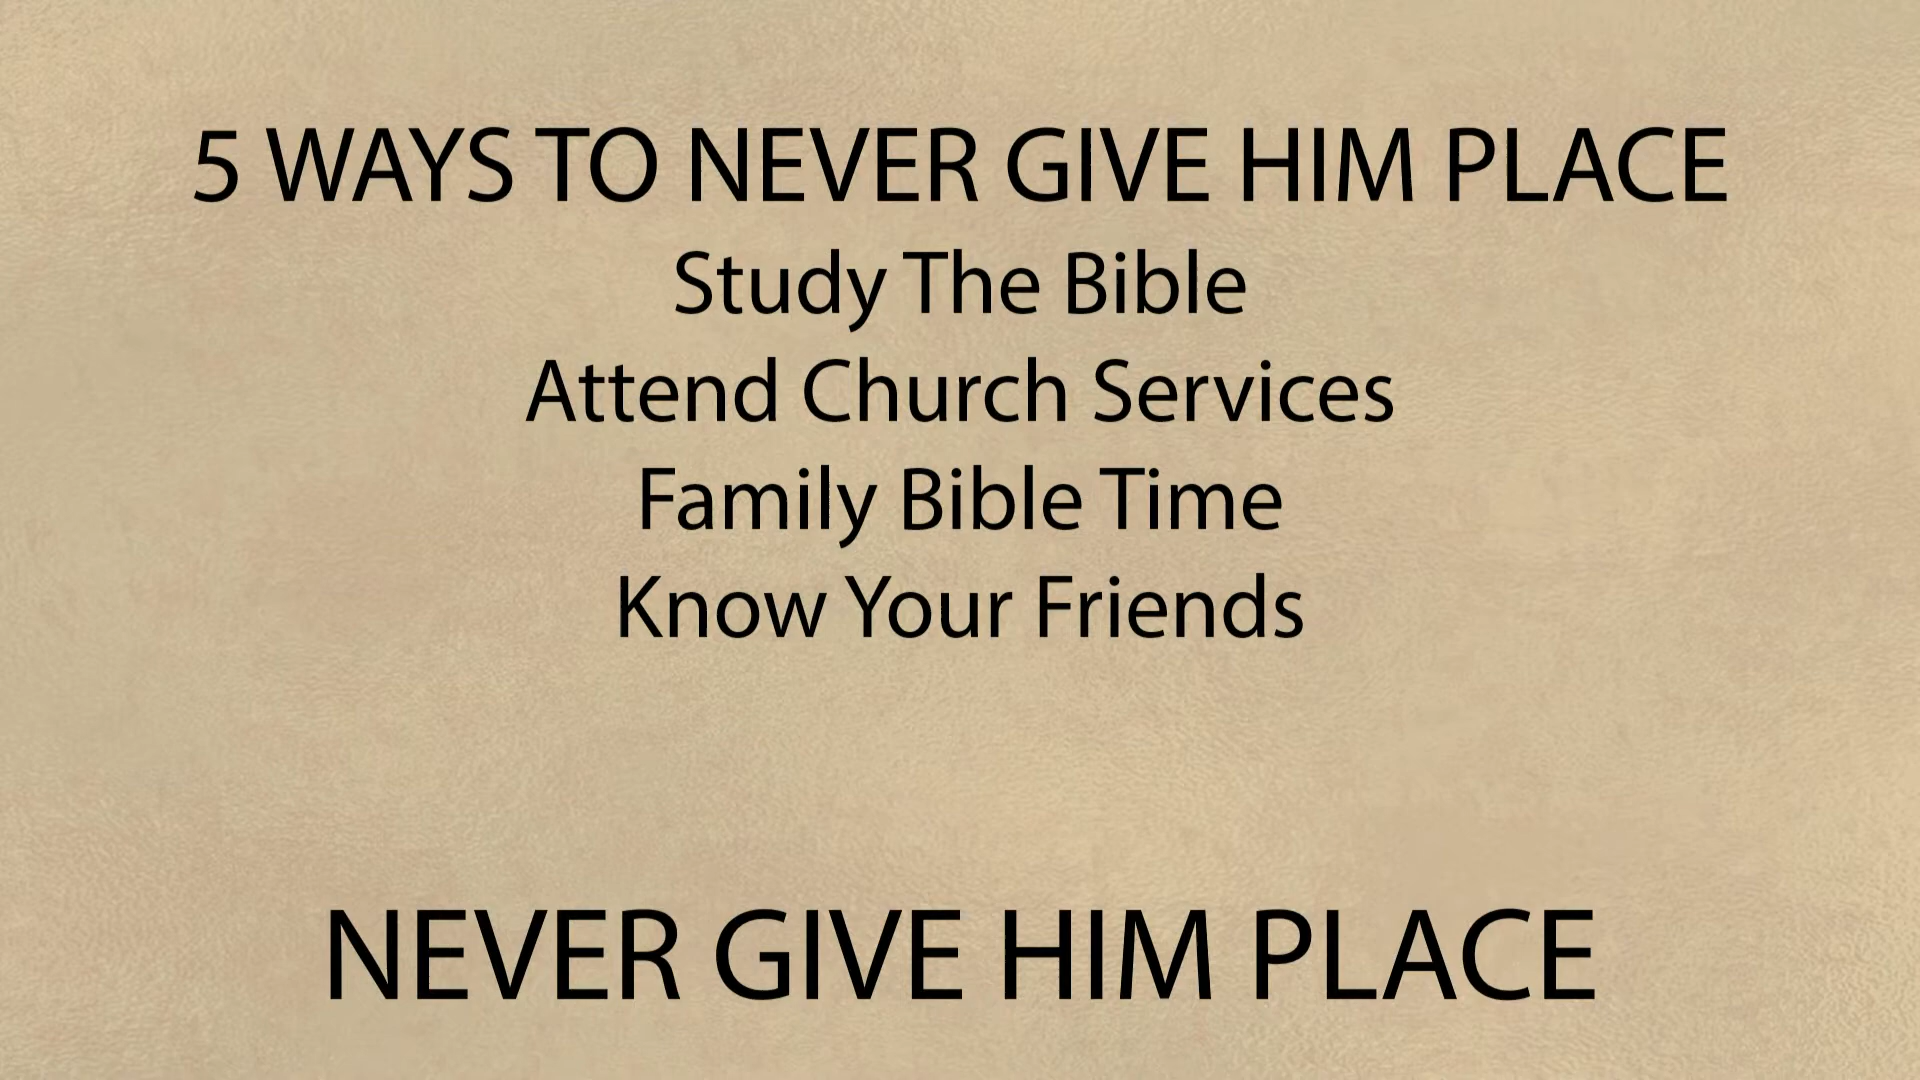 5 WAYS TO NEVER GIVE HIM PLACE
Study The Bible
Attend Church Services
Family Bible Time
Know Your Friends
NEVER GIVE HIM PLACE